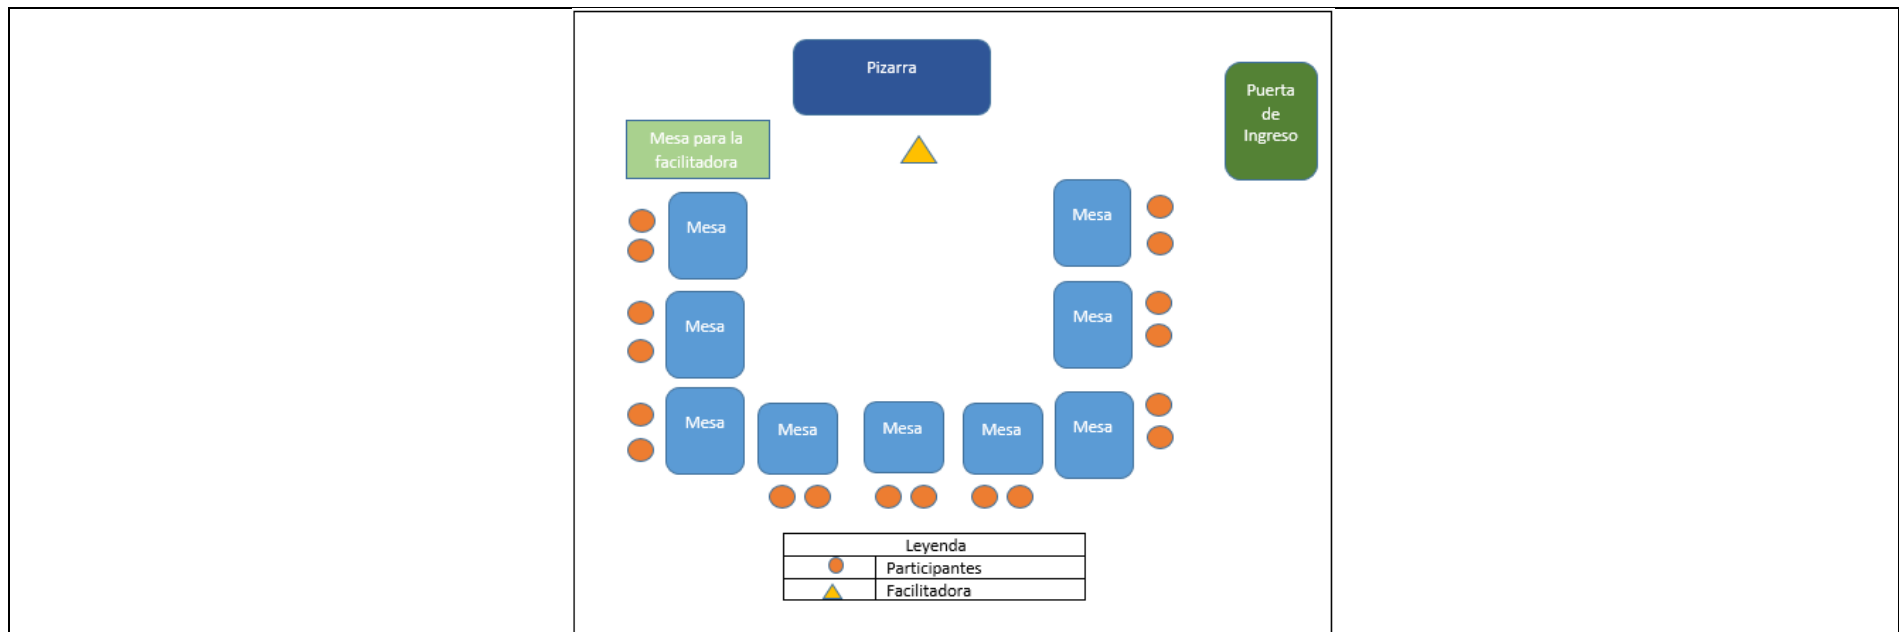 Pizarra
Puerta
de
Ingreso
Mesa para la
facilitadora
Mesa
Mesa
Mesa
Mesa
Mesa
Mesa
Mesa
Mesa
Mesa
Leyenda
Participantes
Facilitadora